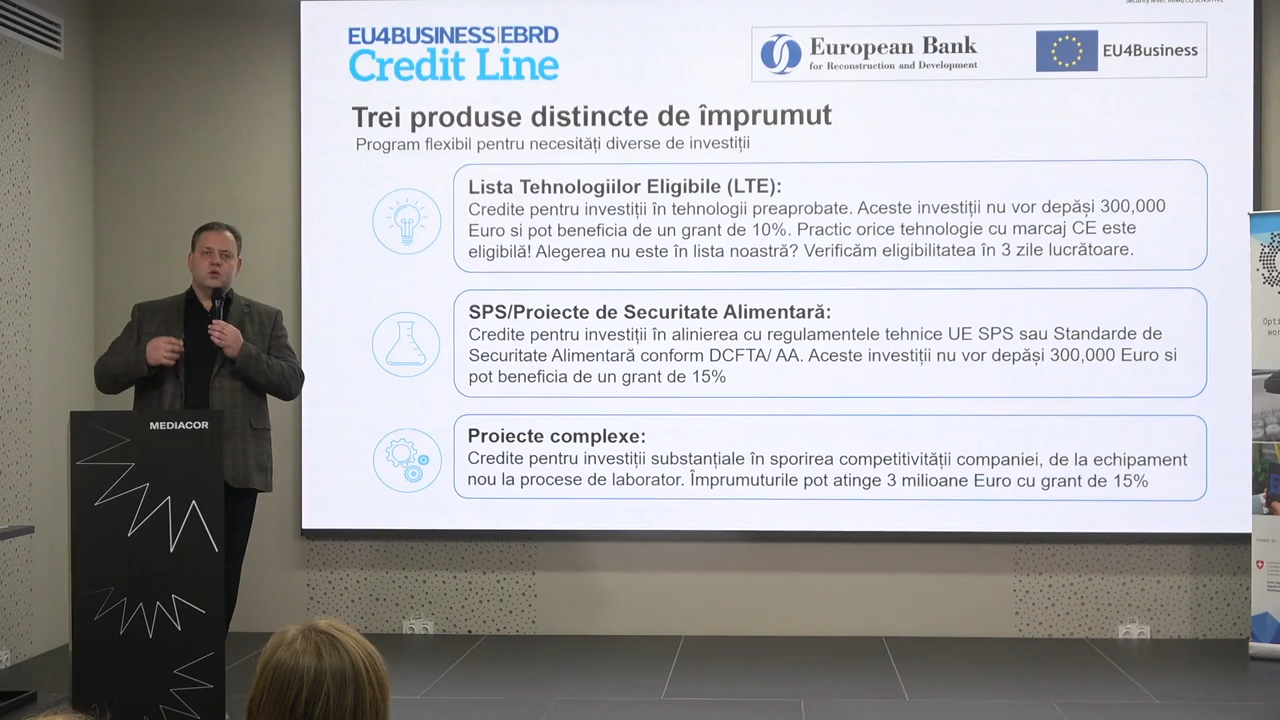 EU4BUSINESS|EBRD
Credit Line
European Bank
for Reconstruction and Development
EU4Business
Trei produse distincte de împrumut
Program flexibil pentru necesități diverse de investiții
Lista Tehnologiilor Eligibile (LTE):
Credite pentru investiții în tehnologii preaprobate. Aceste investiții nu vor depăși 300,000
Euro si pot beneficia de un grant de 10%. Practic orice tehnologie cu marcaj CE este
eligibilă! Alegerea nu este în lista noastră? Verificăm eligibilitatea în 3 zile lucrătoare.
SPS/Proiecte de Securitate Alimentară:
Credite pentru investiții în alinierea cu regulamentele tehnice UE SPS sau Standarde de
Securitate Alimentară conform DCFTA/ AA. Aceste investiții nu vor depăși 300,000 Euro si
pot beneficia de un grant de 15%
Proiecte complexe:
Credite pentru investiții substanțiale în sporirea competitivității companiei, de la echipament
nou la procese de laborator. Împrumuturile pot atinge 3 milioane Euro cu grant de 15%
MEDIACOR